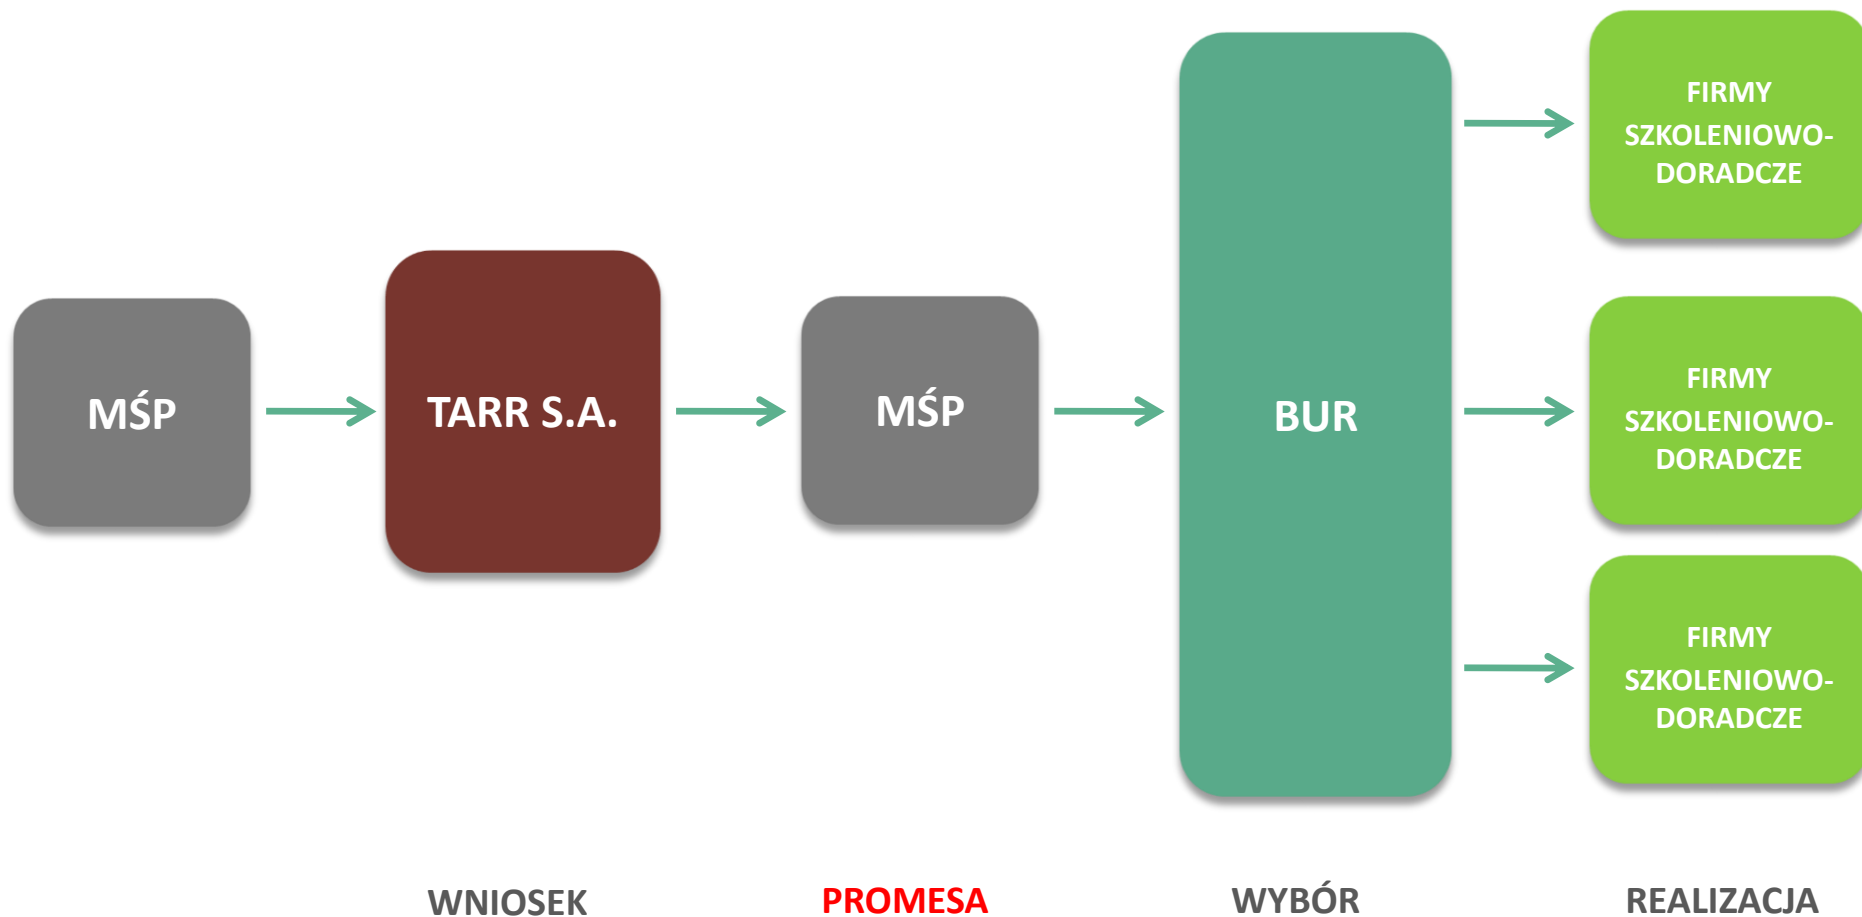 MŚP
TARR S.A.
MŚP
BUR
FIRMY
SZKOLENIOWO-
DORADCZE
FIRMY
SZKOLENIOWO-
DORADCZE
FIRMY
SZKOLENIOWO-
DORADCZE
WNIOSEK
PROMESA
WYBÓR
REALIZACJA